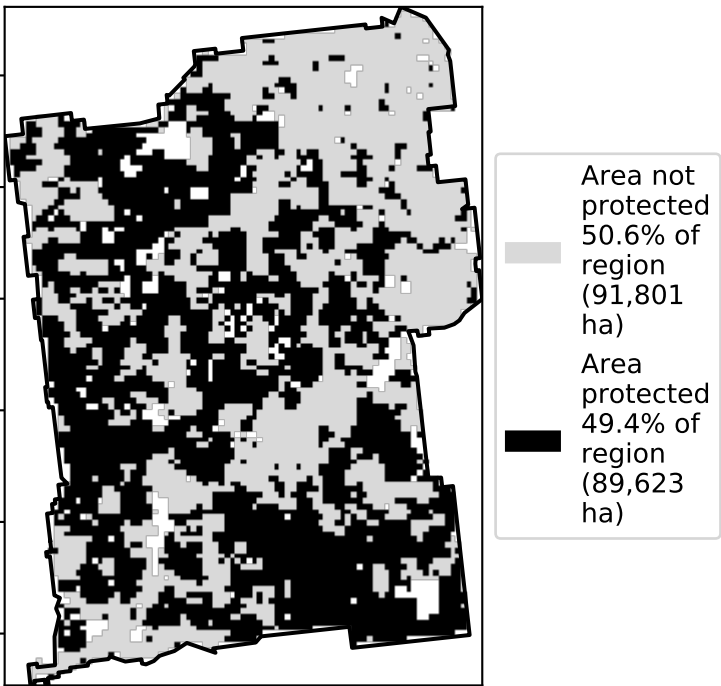 Area not
protected
50.6% of
region
(91,801
ha)
Area
protected
49.4% of
region
(89,623
ha)